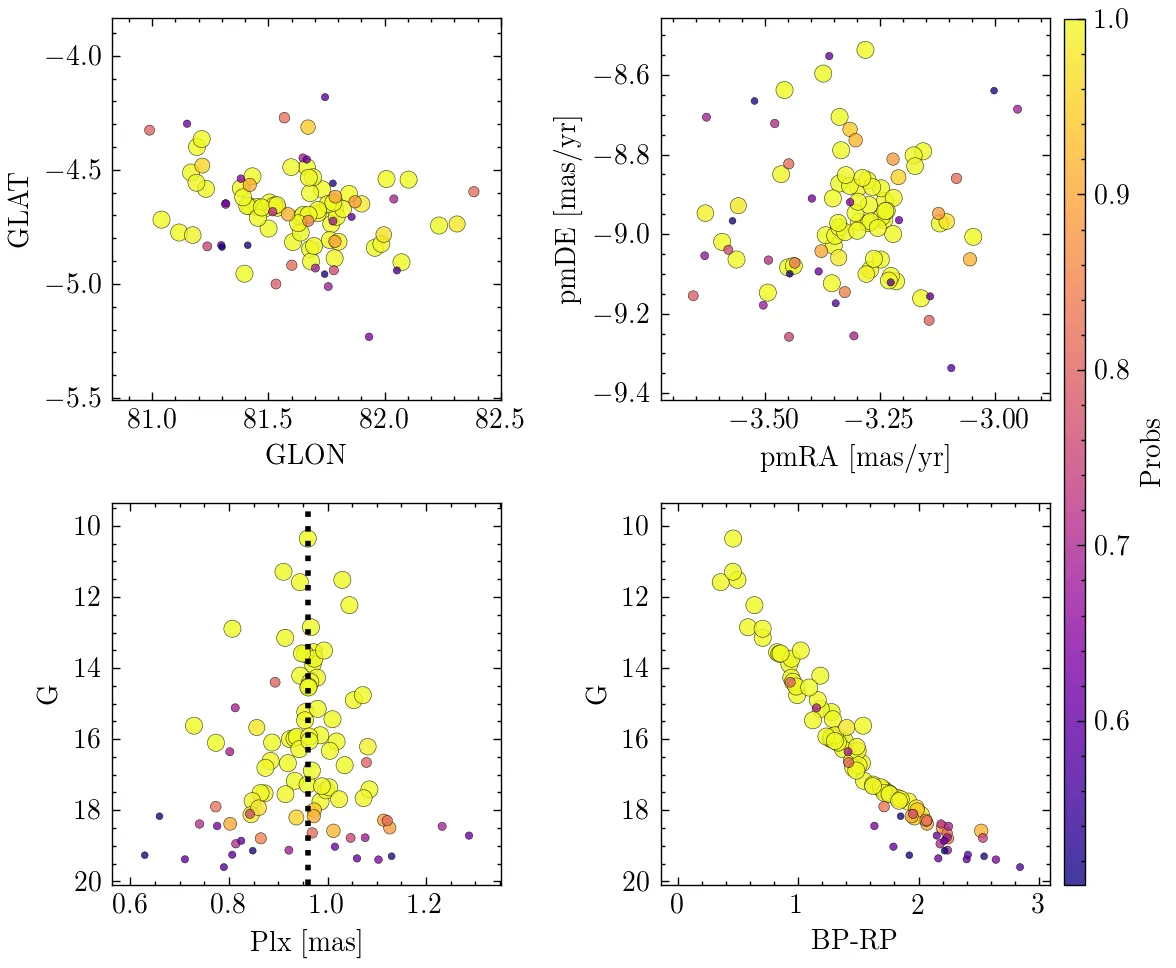 −4.0
−4.5
−5.0
−5.5
GLAT
81.0 81.5 82.0 82.5
GLON
−8.6
−8.8
−9.0
−9.2
−9.4
pmDE [mas/yr]
−3.50 −3.25 −3.00
pmRA [mas/yr]
1.0
0.9
0.8
0.7
0.6
Probs
10
12
14
16
18
20
G
0.6 0.8 1.0 1.2
Plx [mas]
10
12
14
16
18
20
G
0 1 2 3
BP-RP